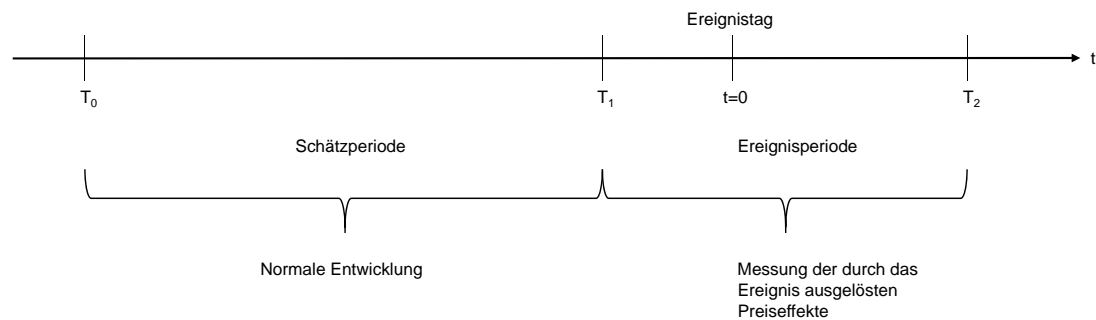 Ereignistag
t
T₀
T₁
t=0
T₂
Schätzperiode
Ereignisperiode
Normale Entwicklung
Messung der durch das
Ereignis ausgelösten
Preiseffekte